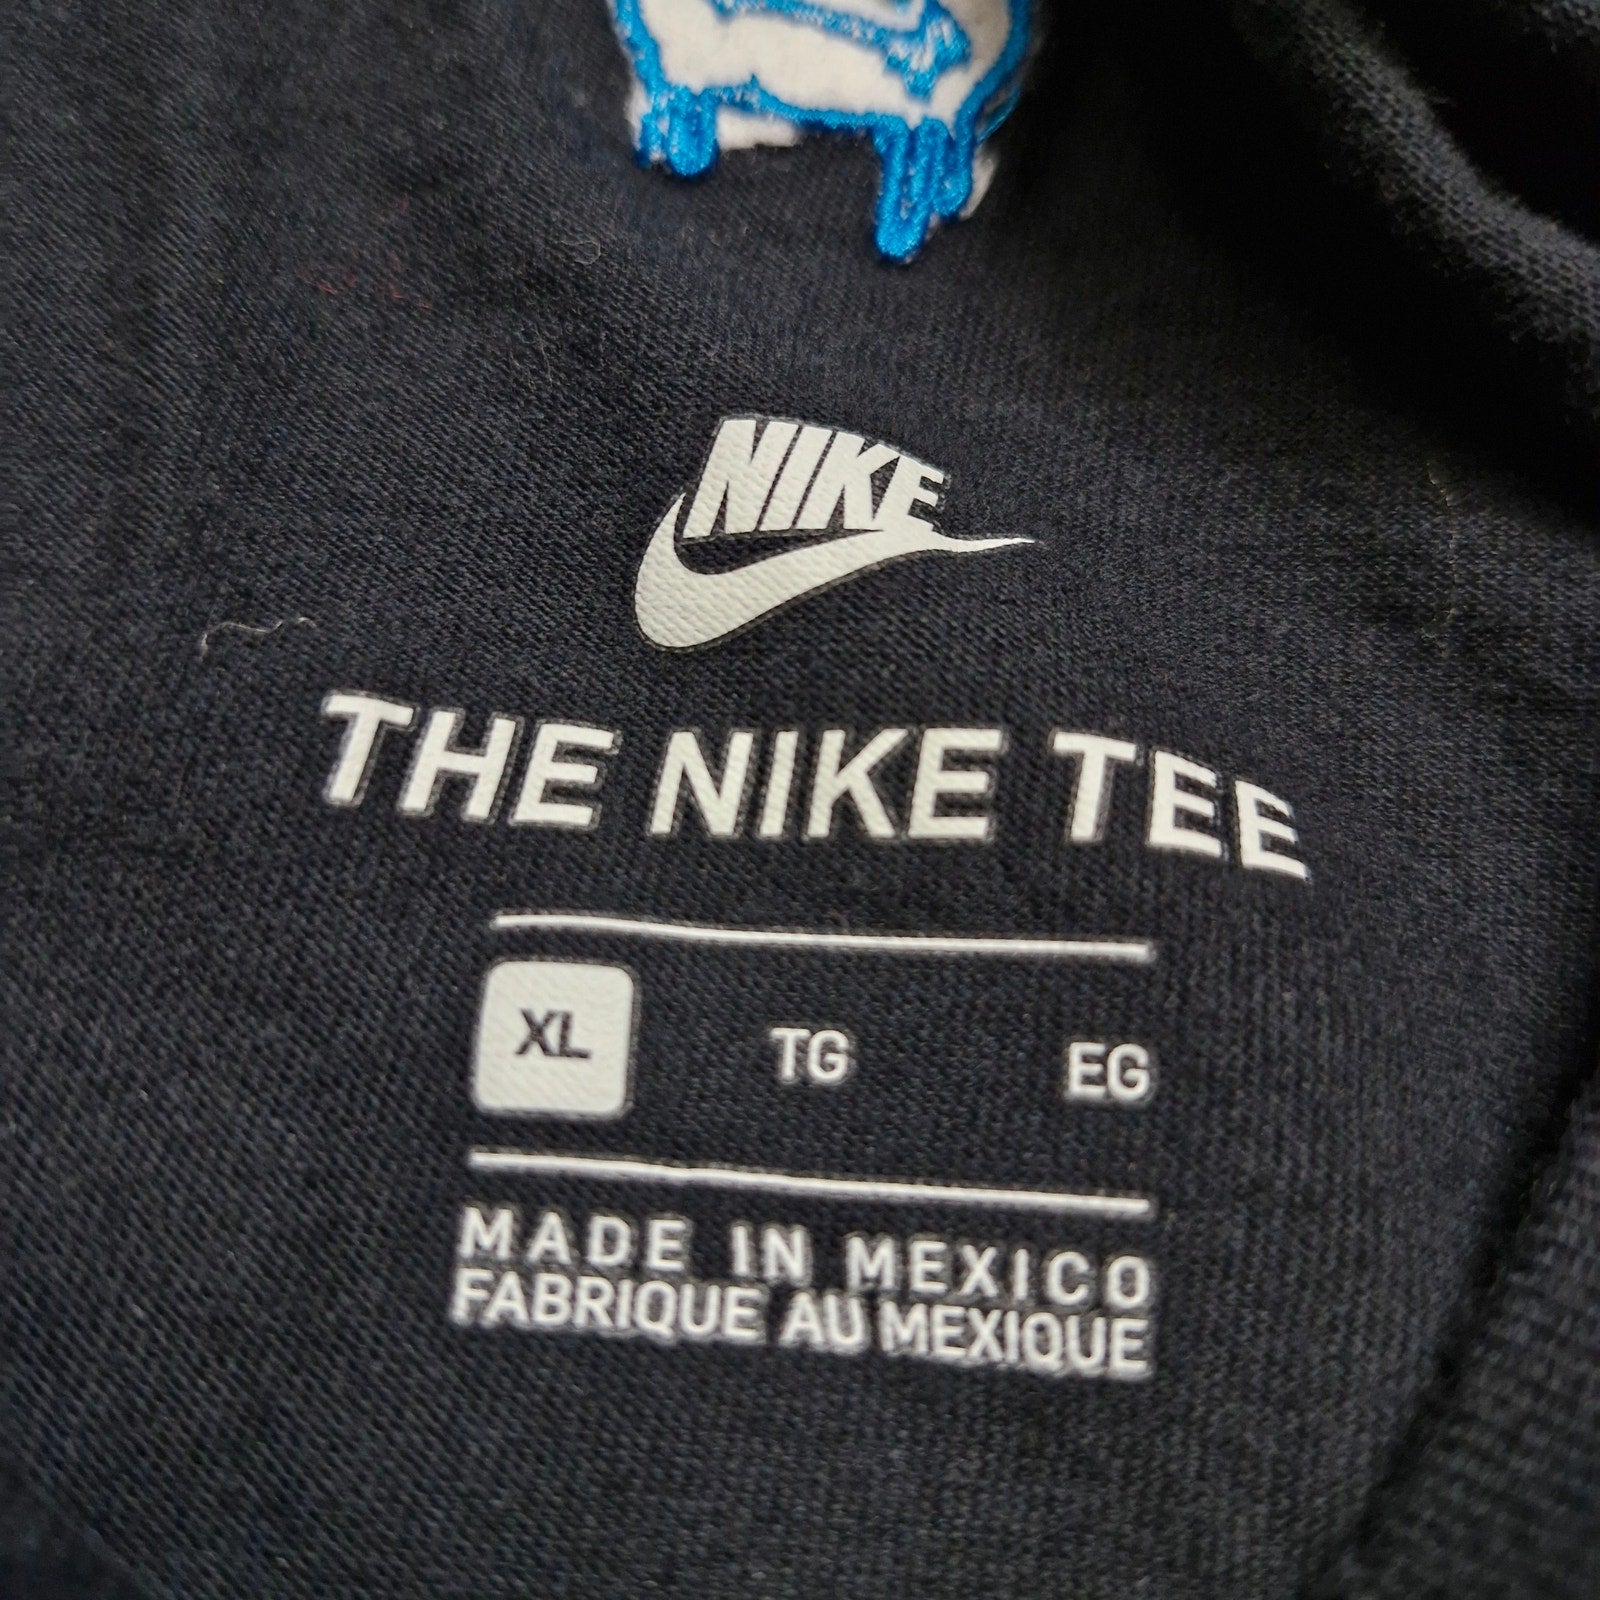 NIKE
THE NIKE TEE
XL TG EG
MADE IN MEXICO
FABRIQUE AU MEXIQUE